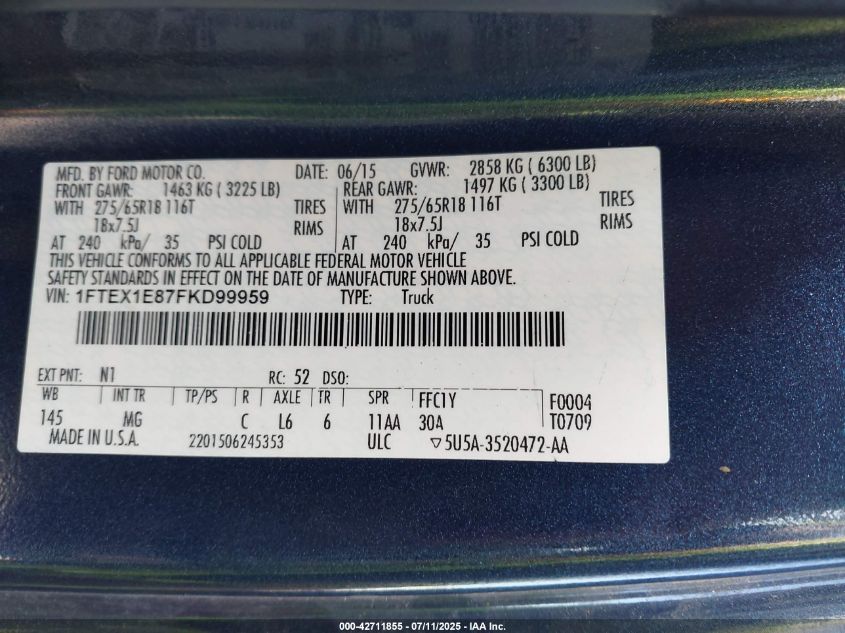 MFD. BY FORD MOTOR CO. DATE: 06/15 GVWR: 2858 KG ( 6300 LB)
FRONT GAWR: 1463 KG ( 3225 LB) REAR GAWR: 1497 KG ( 3300 LB)
WITH 275/65R18 116T TIRES WITH 275/65R18 116T TIRES
18x7.5J RIMS 18x7.5J RIMS
AT 240 kPa/ 35 PSI COLD AT 240 kPa/ 35 PSI COLD
THIS VEHICLE CONFORMS TO ALL APPLICABLE FEDERAL MOTOR VEHICLE
SAFETY STANDARDS IN EFFECT ON THE DATE OF MANUFACTURE SHOWN ABOVE.
VIN: 1FTEX1E87FKD99959 TYPE: Truck
EXT PNT: N1 RC: 52 DSO:
WB | INT TR | TP/PS | R | AXLE | TR | SPR | FFC1Y F0004
145 MG C L6 6 11AA 30A T0709
MADE IN U.S.A. 2201506245353 ULC ▽5U5A-3520472-AA
000-42711855 - 07/11/2025 - IAA Inc.